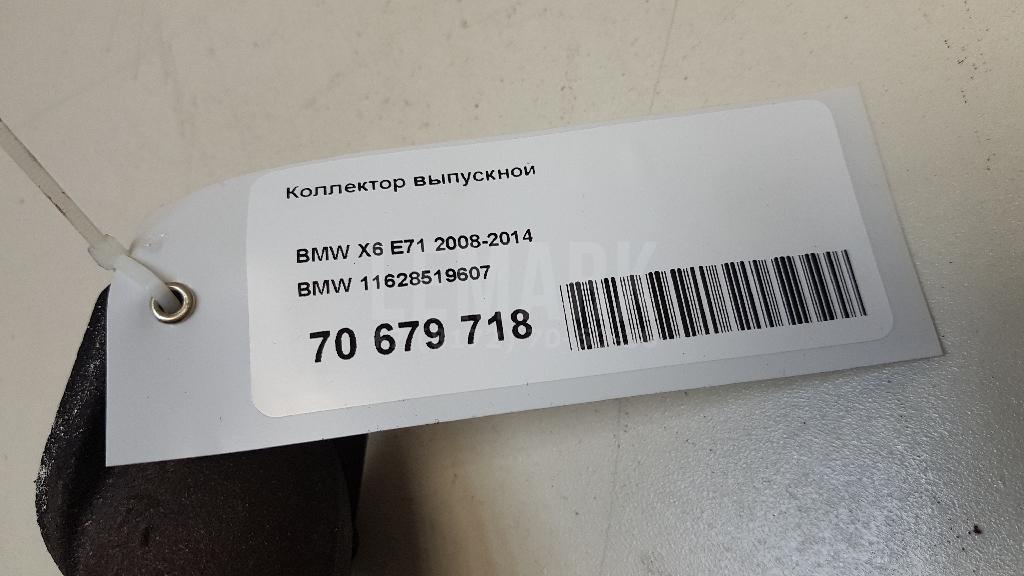 Коллектор выпускной
BMW X6 E71 2008-2014
BMW 11628519607
70 679 718